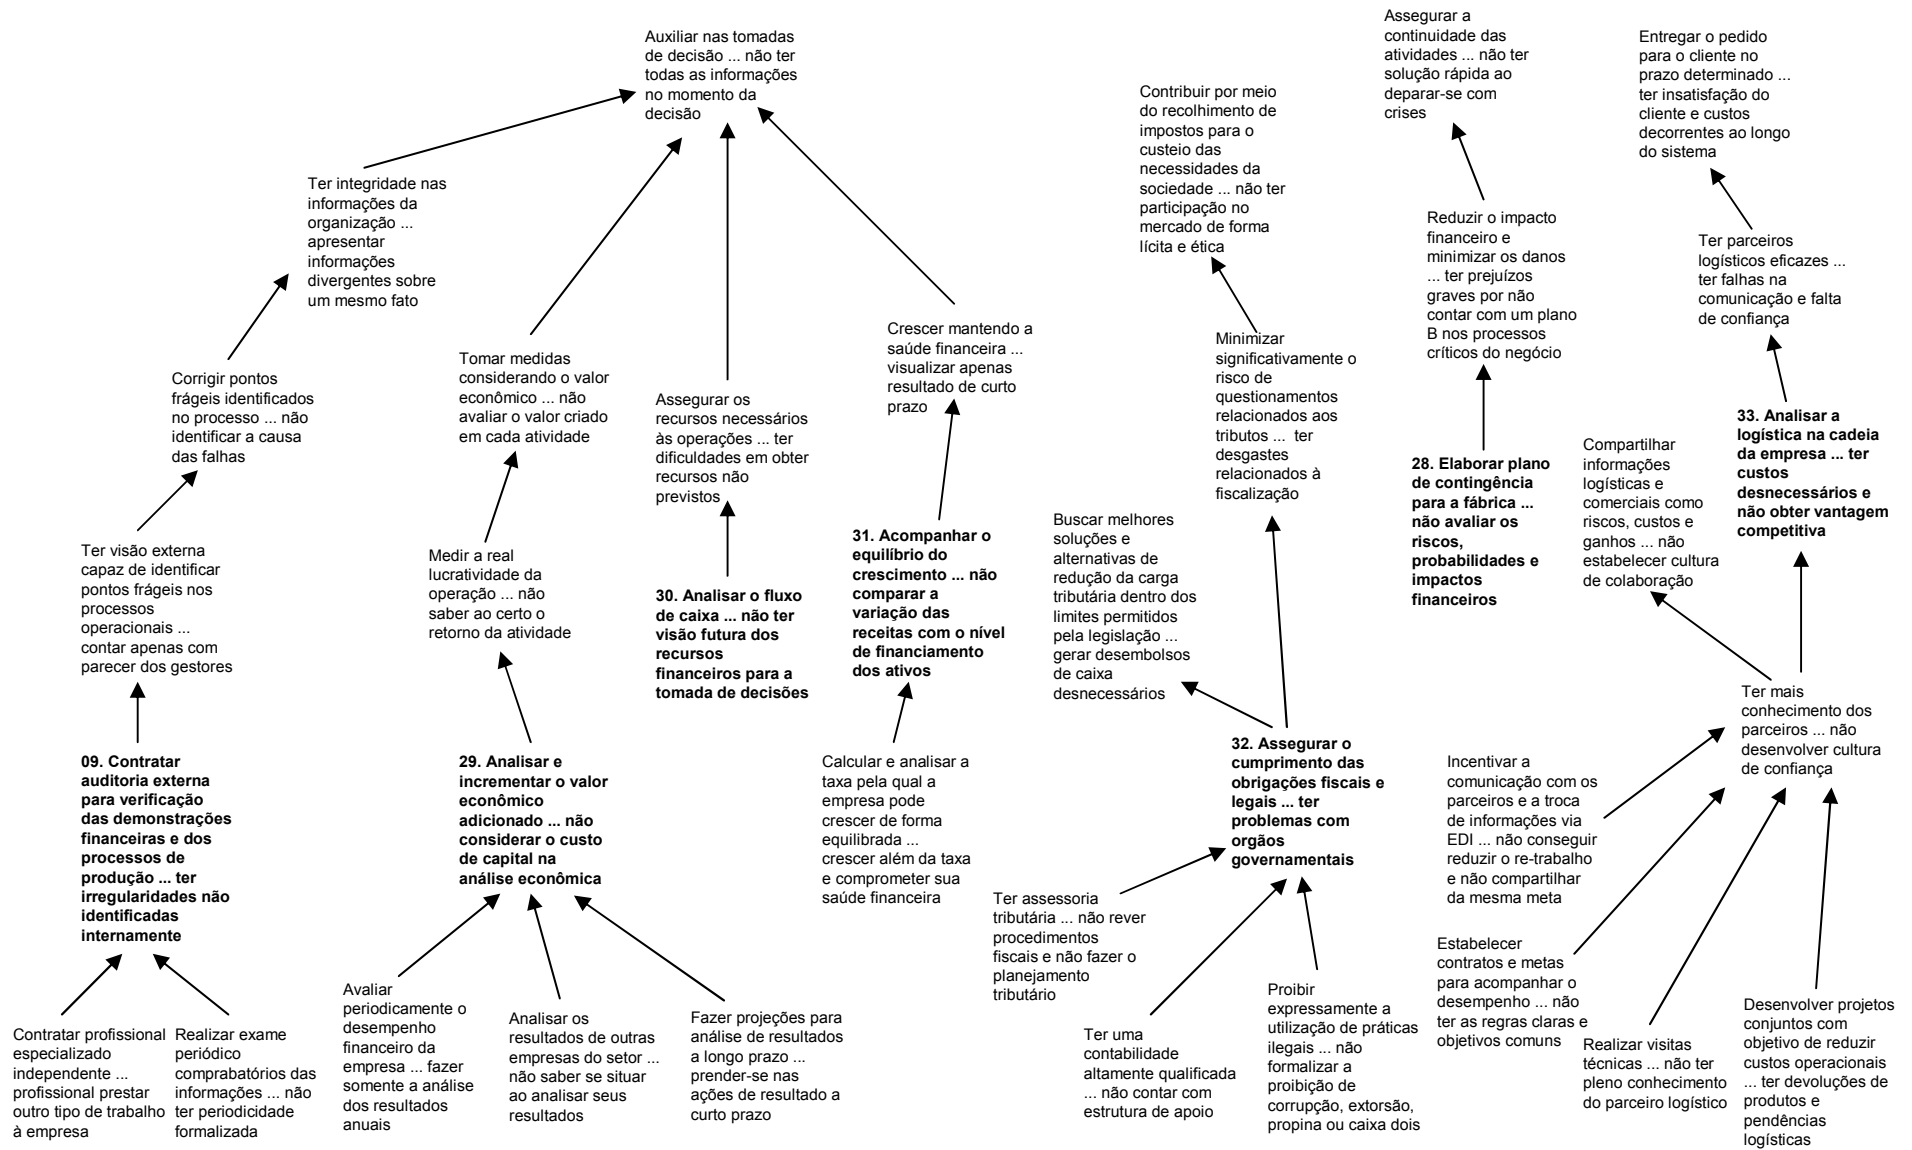 Auxiliar nas tomadas
de decisão ... não ter
todas as informações
no momento da
decisão
Assegurar a
continuidade das
atividades ... não ter
solução rápida ao
deparar-se com
crises
Entregar o pedido
para o cliente no
prazo determinado ...
ter insatisfação do
cliente e custos
decorrentes ao longo
do sistema
Contribuir por meio
do recolhimento de
impostos para o
custeio das
necessidades da
sociedade ... não ter
participação no
mercado de forma
lícita e ética
Ter integridade nas
informações da
organização ...
apresentar
informações
divergentes sobre
um mesmo fato
Reduzir o impacto
financeiro e
minimizar os danos
... ter prejuízos
graves por não
contar com um plano
B nos processos
críticos do negócio
Ter parceiros
logísticos eficazes ...
ter falhas na
comunicação e falta
de confiança
Corrigir pontos
frágeis identificados
no processo ... não
identificar a causa
das falhas
Tomar medidas
considerando o valor
econômico ... não
avaliar o valor criado
em cada atividade
Assegurar os
recursos necessários
às operações ... ter
dificuldades em obter
recursos não
previstos
Crescer mantendo a
saúde financeira ...
visualizar apenas
resultado de curto
prazo
Minimizar
significativamente o
risco de
questionamentos
relacionados aos
tributos ...  ter
desgastes
relacionados à
fiscalização
28. Elaborar plano
de contingência
para a fábrica ...
não avaliar os
riscos,
probabilidades e
impactos
financeiros
Compartilhar
informações
logísticas e
comerciais como
riscos, custos e
ganhos ... não
estabelecer cultura
de colaboração
33. Analisar a
logística na cadeia
da empresa ... ter
custos
desnecessários e
não obter vantagem
competitiva
Ter visão externa
capaz de identificar
pontos frágeis nos
processos
operacionais ...
contar apenas com
parecer dos gestores
Medir a real
lucratividade da
operação ... não
saber ao certo o
retorno da atividade
30. Analisar o fluxo
de caixa ... não ter
visão futura dos
recursos
financeiros para a
tomada de decisões
31. Acompanhar o
equilíbrio do
crescimento ... não
comparar a
variação das
receitas com o nível
de financiamento
dos ativos
Buscar melhores
soluções e
alternativas de
redução da carga
tributária dentro dos
limites permitidos
pela legislação ...
gerar desembolsos
de caixa
desnecessários
Ter mais
conhecimento dos
parceiros ... não
desenvolver cultura
de confiança
09. Contratar
auditoria externa
para verificação
das demonstrações
financeiras e dos
processos de
produção ... ter
irregularidades não
identificadas
internamente
29. Analisar e
incrementar o valor
econômico
adicionado ... não
considerar o custo
de capital na
análise econômica
Calcular e analisar a
taxa pela qual a
empresa pode
crescer de forma
equilibrada ...
crescer além da taxa
e comprometer sua
saúde financeira
32. Assegurar o
cumprimento das
obrigações fiscais e
legais ... ter
problemas com
orgãos
governamentais
Incentivar a
comunicação com os
parceiros e a troca
de informações via
EDI ... não conseguir
reduzir o re-trabalho
e não compartilhar
da mesma meta
Contratar profissional
especializado
independente ...
profissional prestar
outro tipo de trabalho
à empresa
Realizar exame
periódico
comprabatórios das
informações ... não
ter periodicidade
formalizada
Avaliar
periodicamente o
desempenho
financeiro da
empresa ... fazer
somente a análise
dos resultados
anuais
Analisar os
resultados de outras
empresas do setor ...
não saber se situar
ao analisar seus
resultados
Fazer projeções para
análise de resultados
a longo prazo ...
prender-se nas
ações de resultado a
curto prazo
Ter assessoria
tributária ... não rever
procedimentos
fiscais e não fazer o
planejamento
tributário
Ter uma
contabilidade
altamente qualificada
... não contar com
estrutura de apoio
Proibir
expressamente a
utilização de práticas
ilegais ... não
formalizar a
proibição de
corrupção, extorsão,
propina ou caixa dois
Estabelecer
contratos e metas
para acompanhar o
desempenho ... não
ter as regras claras e
objetivos comuns
Realizar visitas
técnicas ... não ter
pleno conhecimento
do parceiro logístico
Desenvolver projetos
conjuntos com
objetivo de reduzir
custos operacionais
... ter devoluções de
produtos e
pendências
logísticas